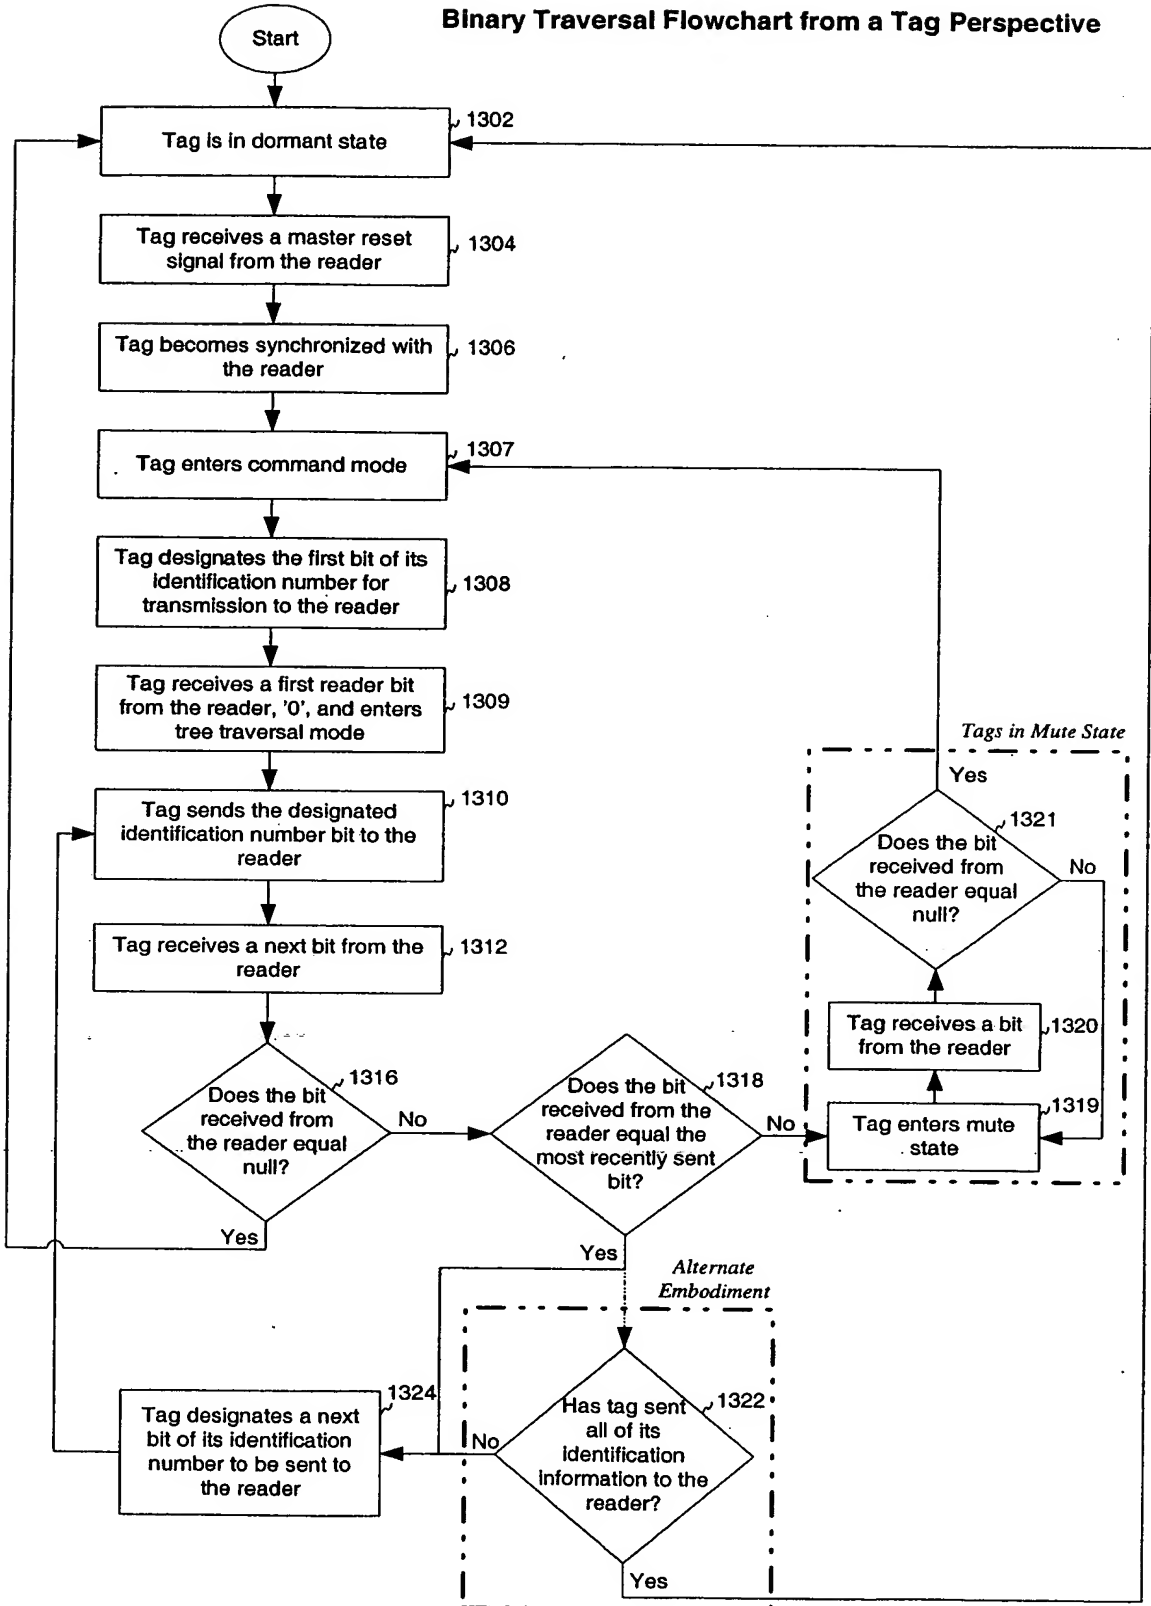 Binary Traversal Flowchart from a Tag Perspective
Start
1302
Tag is in dormant state
Tag receives a master reset
signal from the reader
1304
Tag becomes synchronized with
the reader
1306
1307
Tag enters command mode
Tag designates the first bit of its
identification number for
transmission to the reader
1308
Tag receives a first reader bit
from the reader, '0', and enters
tree traversal mode
1309
Tag sends the designated
identification number bit to the
reader
1310
Tag receives a next bit from the
reader
1312
1316
Does the bit
received from
the reader equal
null?
No
Yes
1318
Does the bit
received from the
reader equal the
most recently sent
bit?
No
Yes
Tags in Mute State
Yes
1321
Does the bit
received from
the reader equal
null?
No
Tag receives a bit
from the reader
1320
1319
Tag enters mute
state
Alternate
Embodiment
1322
Has tag sent
all of its
identification
information to the
reader?
No
Yes
1324
Tag designates a next
bit of its identification
number to be sent to
the reader